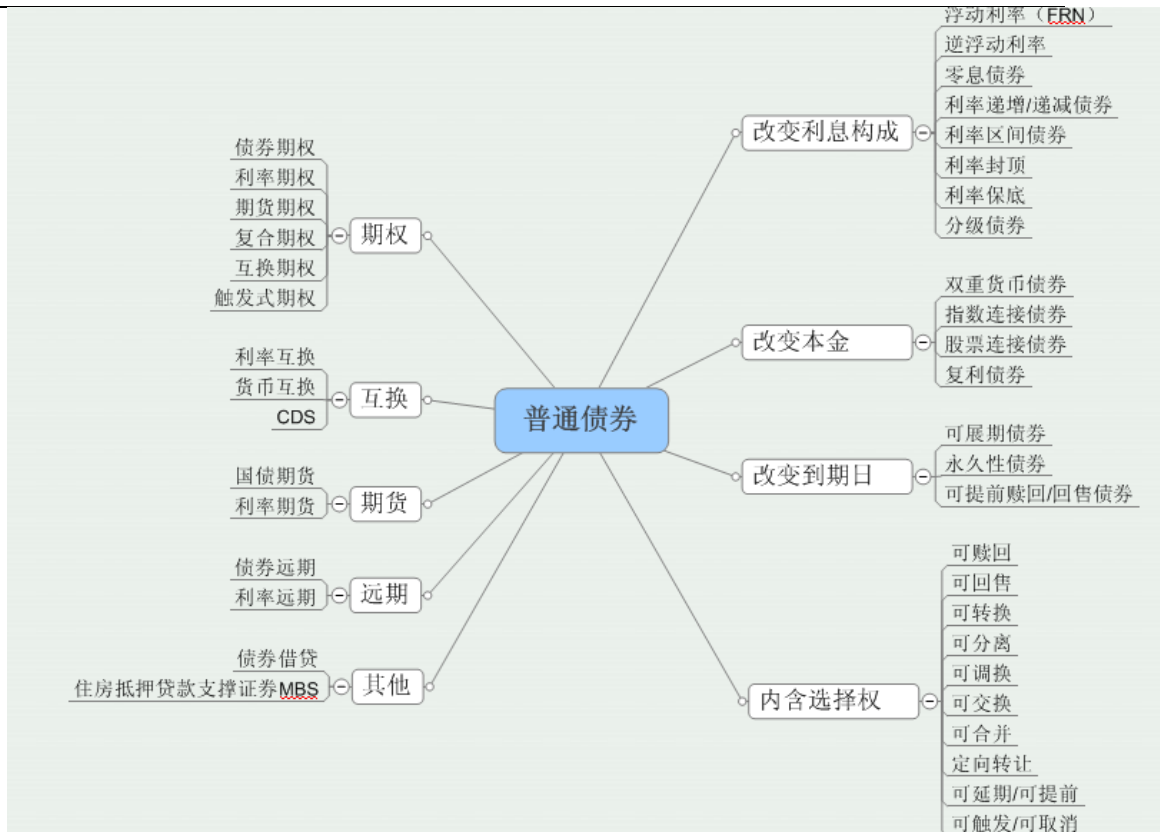 普通债券
期权
债券期权
利率期权
期货期权
复合期权
互换期权
触发式期权
互换
利率互换
货币互换
CDS
期货
国债期货
利率期货
远期
债券远期
利率远期
其他
债券借贷
住房抵押贷款支撑证券MBS
改变利息构成
浮动利率（FRN）
逆浮动利率
零息债券
利率递增/递减债券
利率区间债券
利率封顶
利率保底
分级债券
改变本金
双重货币债券
指数连接债券
股票连接债券
复利债券
改变到期日
可展期债券
永久性债券
可提前赎回/回售债券
内含选择权
可赎回
可回售
可转换
可分离
可调换
可交换
可合并
定向转让
可延期/可提前
可触发/可取消